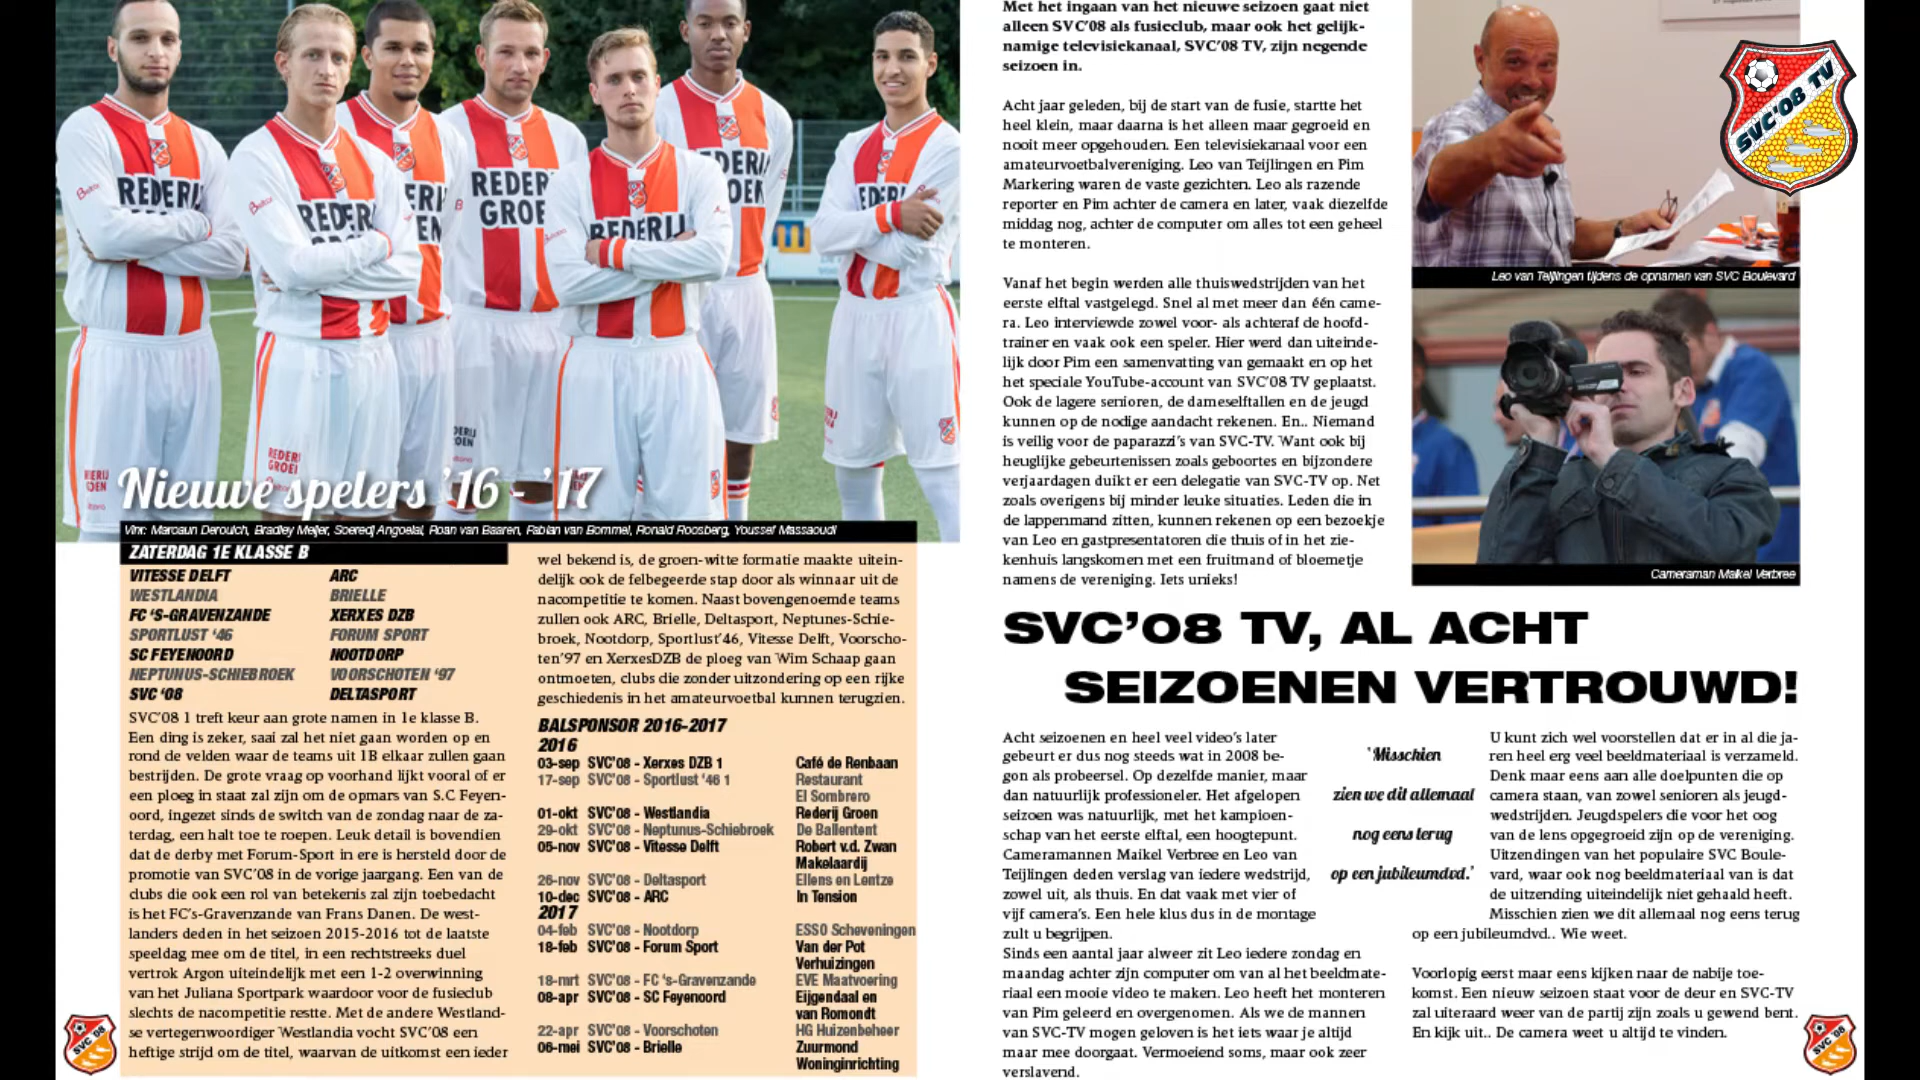 Nieuwe spelers '16 - '17
Vlnr: Maroaun Derouich, Bradley Meijer, Soeredj Angoelal, Roan van Baaren, Fabian van Bommel, Ronald Roosberg, Youssef Massaoudi
ZATERDAG 1E KLASSE B
VITESSE DELFT ARC
WESTLANDIA BRIELLE
FC ‘S-GRAVENZANDE XERXES DZB
SPORTLUST ‘46 FORUM SPORT
SC FEYENOORD NOOTDORP
NEPTUNUS-SCHIEBROEK VOORSCHOTEN ‘97
SVC ‘08 DELTASPORT
SVC’08 1 treft keur aan grote namen in 1e klasse B.
Een ding is zeker, saai zal het niet gaan worden op en
rond de velden waar de teams uit 1B elkaar zullen gaan
bestrijden. De grote vraag op voorhand lijkt vooral of er
een ploeg in staat zal zijn om de opmars van S.C Feyen-
oord, ingezet sinds de switch van de zondag naar de za-
terdag, een halt toe te roepen. Leuk detail is bovendien
dat de derby met Forum-Sport in ere is hersteld door de
promotie van SVC’08 in de vorige jaargang. Een van de
clubs die ook een rol van betekenis zal zijn toebedacht
is het FC’s-Gravenzande van Frans Danen. De west-
landers deden in het seizoen 2015-2016 tot de laatste
speeldag mee om de titel, in een rechtstreeks duel
vertrok Argon uiteindelijk met een 1-2 overwinning
van het Juliana Sportpark waardoor voor de fusieclub
slechts de nacompetitie restte. Met de andere Westland-
se vertegenwoordiger Westlandia vocht SVC’08 een
heftige strijd om de titel, waarvan de uitkomst een ieder
wel bekend is, de groen-witte formatie maakte uitein-
delijk ook de felbegeerde stap door als winnaar uit de
nacompetitie te komen. Naast bovengenoemde teams
zullen ook ARC, Brielle, Deltasport, Neptunes-Schie-
broek, Nootdorp, Sportlust’46, Vitesse Delft, Voorscho-
ten’97 en XerxesDZB de ploeg van Wim Schaap gaan
ontmoeten, clubs die zonder uitzondering op een rijke
geschiedenis in het amateurvoetbal kunnen terugzien.
BALSPONSOR 2016-2017
2016
03-sep SVC’08 - Xerxes DZB 1 Café de Renbaan
17-sep SVC’08 - Sportlust ‘46 1 Restaurant
El Sombrero
01-okt SVC’08 - Westlandia Rederij Groen
29-okt SVC’08 - Neptunus-Schiebroek De Ballentent
05-nov SVC’08 - Vitesse Delft Robert v.d. Zwan
Makelaardij
26-nov SVC’08 - Deltasport Ellens en Lentze
10-dec SVC’08 - ARC In Tension
2017
04-feb SVC’08 - Nootdorp ESSO Scheveningen
18-feb SVC’08 - Forum Sport Van der Pot
Verhuizingen
18-mrt SVC’08 - FC ‘s-Gravenzande EVE Maatvoering
08-apr SVC’08 - SC Feyenoord Eijgendaal en
van Romondt
22-apr SVC’08 - Voorschoten HG Huizenbeheer
06-mei SVC’08 - Brielle Zuurmond
Woninginrichting
Met het ingaan van het nieuwe seizoen gaat niet
alleen SVC’08 als fusieclub, maar ook het gelijk-
namige televisiekanaal, SVC’08 TV, zijn negende
seizoen in.
Acht jaar geleden, bij de start van de fusie, startte het
heel klein, maar daarna is het alleen maar gegroeid en
nooit meer opgehouden. Een televisiekanaal voor een
amateurvoetbalvereniging. Leo van Teijlingen en Pim
Markering waren de vaste gezichten. Leo als razende
reporter en Pim achter de camera en later, vaak diezelfde
middag nog, achter de computer om alles tot een geheel
te monteren.
Vanaf het begin werden alle thuiswedstrijden van het
eerste elftal vastgelegd. Snel al met meer dan één came-
ra. Leo interviewde zowel voor- als achteraf de hoofd-
trainer en vaak ook een speler. Hier werd dan uiteinde-
lijk door Pim een samenvatting van gemaakt en op het
het speciale YouTube-account van SVC’08 TV geplaatst.
Ook de lagere senioren, de dameselftallen en de jeugd
kunnen op de nodige aandacht rekenen. En.. Niemand
is veilig voor de paparazzi’s van SVC-TV. Want ook bij
heuglijke gebeurtenissen zoals geboortes en bijzondere
verjaardagen duikt er een delegatie van SVC-TV op. Net
zoals overigens bij minder leuke situaties. Leden die in
de lappenmand zitten, kunnen rekenen op een bezoekje
van Leo en gastpresentatoren die thuis of in het zie-
kenhuis langskomen met een fruitmand of bloemetje
namens de vereniging. Iets unieks!
Leo van Teijlingen tijdens de opnamen van SVC Boulevard
Cameraman Maikel Verbree
SVC’08 TV
SVC’08 TV, AL ACHT
SEIZOENEN VERTROUWD!
Acht seizoenen en heel veel video’s later
gebeurt er dus nog steeds wat in 2008 be-
gon als probeersel. Op dezelfde manier, maar
dan natuurlijk professioneler. Het afgelopen
seizoen was natuurlijk, met het kampioen-
schap van het eerste elftal, een hoogtepunt.
Cameramannen Maikel Verbree en Leo van
Teijlingen deden verslag van iedere wedstrijd,
zowel uit, als thuis. En dat vaak met vier of
vijf camera’s. Een hele klus dus in de montage
zult u begrijpen.
Sinds een aantal jaar alweer zit Leo iedere zondag en
maandag achter zijn computer om van al het beeldmate-
riaal een mooie video te maken. Leo heeft het monteren
van Pim geleerd en overgenomen. Als we de mannen
van SVC-TV mogen geloven is het iets waar je altijd
maar mee doorgaat. Vermoeiend soms, maar ook zeer
verslavend.
‘Misschien
zien we dit allemaal
nog eens terug
op een jubileumdvd.’
U kunt zich wel voorstellen dat er in al die ja-
ren heel erg veel beeldmateriaal is verzameld.
Denk maar eens aan alle doelpunten die op
camera staan, van zowel senioren als jeugd-
wedstrijden. Jeugdspelers die voor het oog
van de lens opgegroeid zijn op de vereniging.
Uitzendingen van het populaire SVC Boule-
vard, waar ook nog beeldmateriaal van is dat
de uitzending uiteindelijk niet gehaald heeft.
Misschien zien we dit allemaal nog eens terug
op een jubileumdvd.. Wie weet.
Voorlopig eerst maar eens kijken naar de nabije toe-
komst. Een nieuw seizoen staat voor de deur en SVC-TV
zal uiteraard weer van de partij zijn zoals u gewend bent.
En kijk uit.. De camera weet u altijd te vinden.
SVC '08
SVC '08